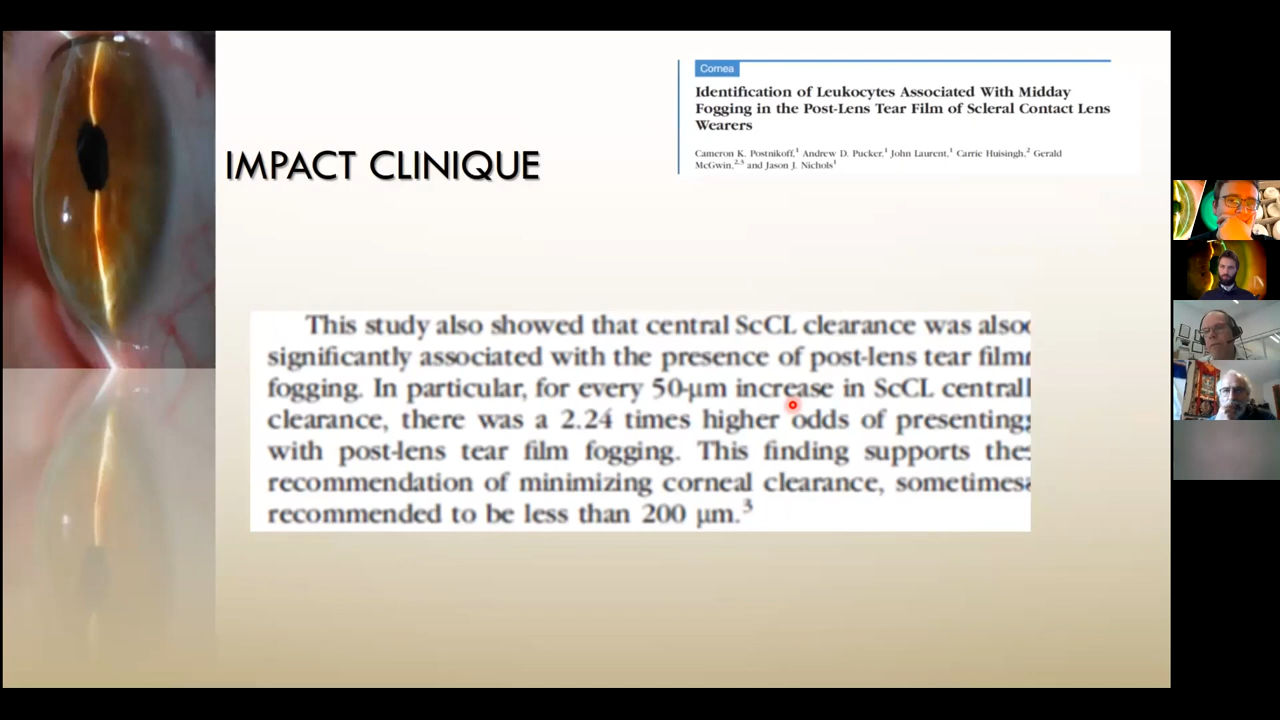 Cornea
Identification of Leukocytes Associated With Midday
Fogging in the Post-Lens Tear Film of Scleral Contact Lens
Wearers
Cameron K. Postnikoff,1 Andrew D. Pucker,1 John Laurent,1 Carrie Huisingh,2 Gerald
McGwin,2,3 and Jason J. Nichols1
IMPACT CLINIQUE
This study also showed that central ScCL clearance was also
significantly associated with the presence of post-lens tear film
fogging. In particular, for every 50-μm increase in ScCL central
clearance, there was a 2.24 times higher odds of presenting
with post-lens tear film fogging. This finding supports the
recommendation of minimizing corneal clearance, sometimes
recommended to be less than 200 μm.3